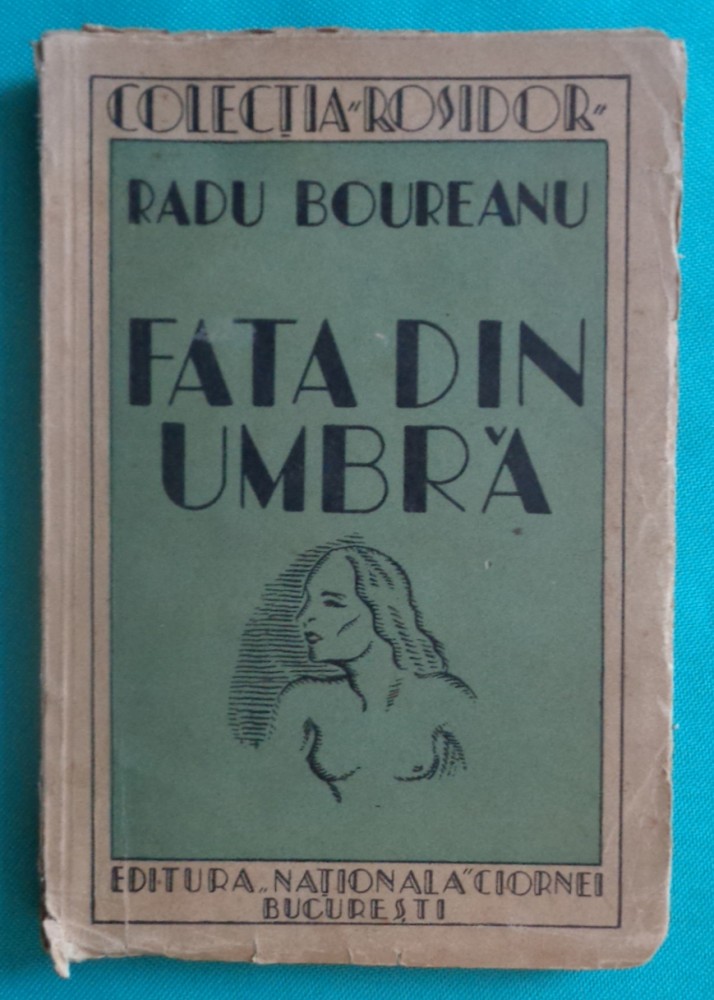 COLECȚIA "ROSIDOR"
RADU BOUREANU
FATA DIN
UMBRĂ
EDITURA „NAȚIONALA" CIORNEI
BUCUREȘTI